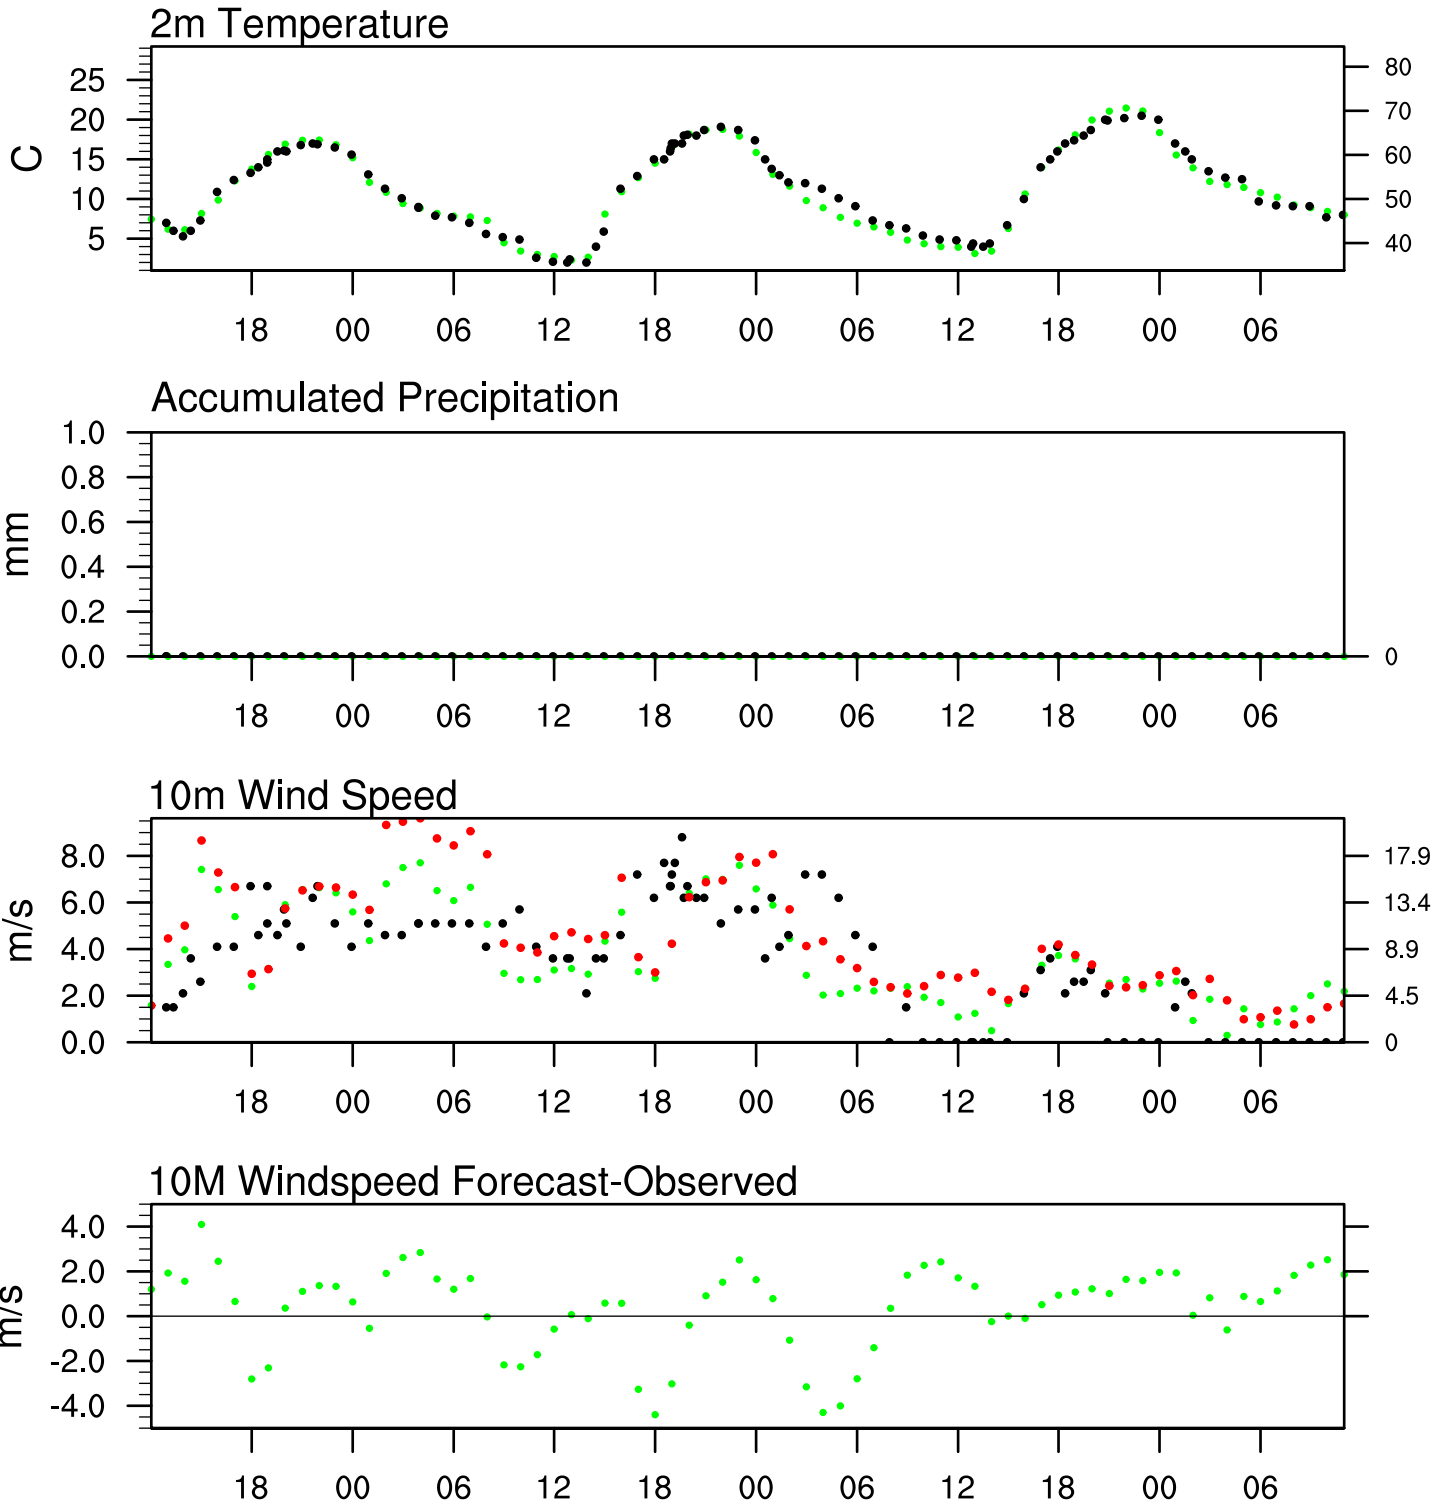 2m Temperature
25 80
20 70
15 60
10 50
5 40
C
18 00 06 12 18 00 06 12 18 00 06
Accumulated Precipitation
1.0
0.8
0.6
0.4
0.2
0.0 0
mm
18 00 06 12 18 00 06 12 18 00 06
10m Wind Speed
8.0 17.9
6.0 13.4
4.0 8.9
2.0 4.5
0.0 0
m/s
18 00 06 12 18 00 06 12 18 00 06
10M Windspeed Forecast-Observed
4.0
2.0
0.0
-2.0
-4.0
m/s
18 00 06 12 18 00 06 12 18 00 06